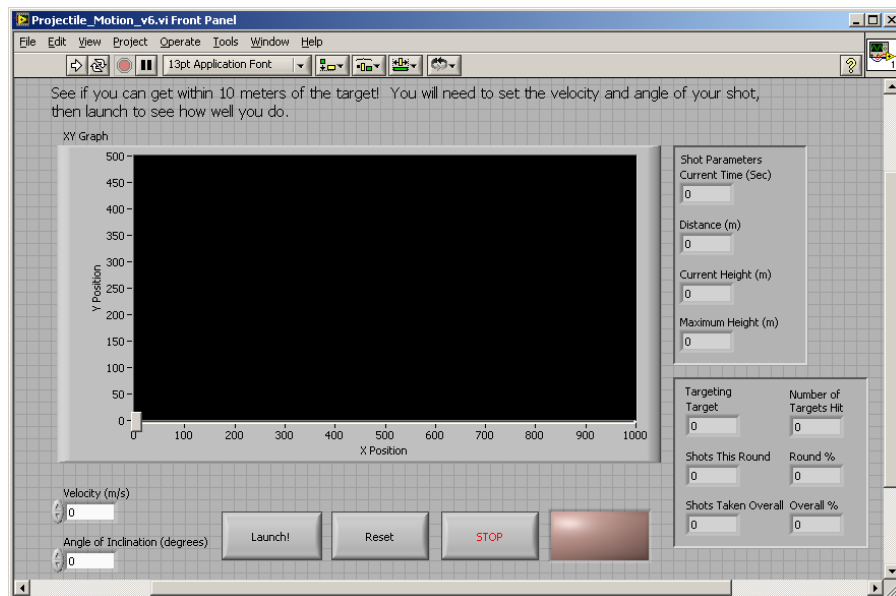 Projectile_Motion_v6.vi Front Panel
File Edit View Project Operate Tools Window Help
13pt Application Font
?
1
See if you can get within 10 meters of the target! You will need to set the velocity and angle of your shot,
then launch to see how well you do.
XY Graph
500
450
400
350
300
250
200
150
100
50
0
Y Position
0 100 200 300 400 500 600 700 800 900 1000
X Position
Shot Parameters
Current Time (Sec)
0
Distance (m)
0
Current Height (m)
0
Maximum Height (m)
0
Targeting
Target
0
Number of
Targets Hit
0
Shots This Round Round %
0 0
Shots Taken Overall Overall %
0 0
Velocity (m/s)
0
Angle of Inclination (degrees)
0
Launch! Reset STOP